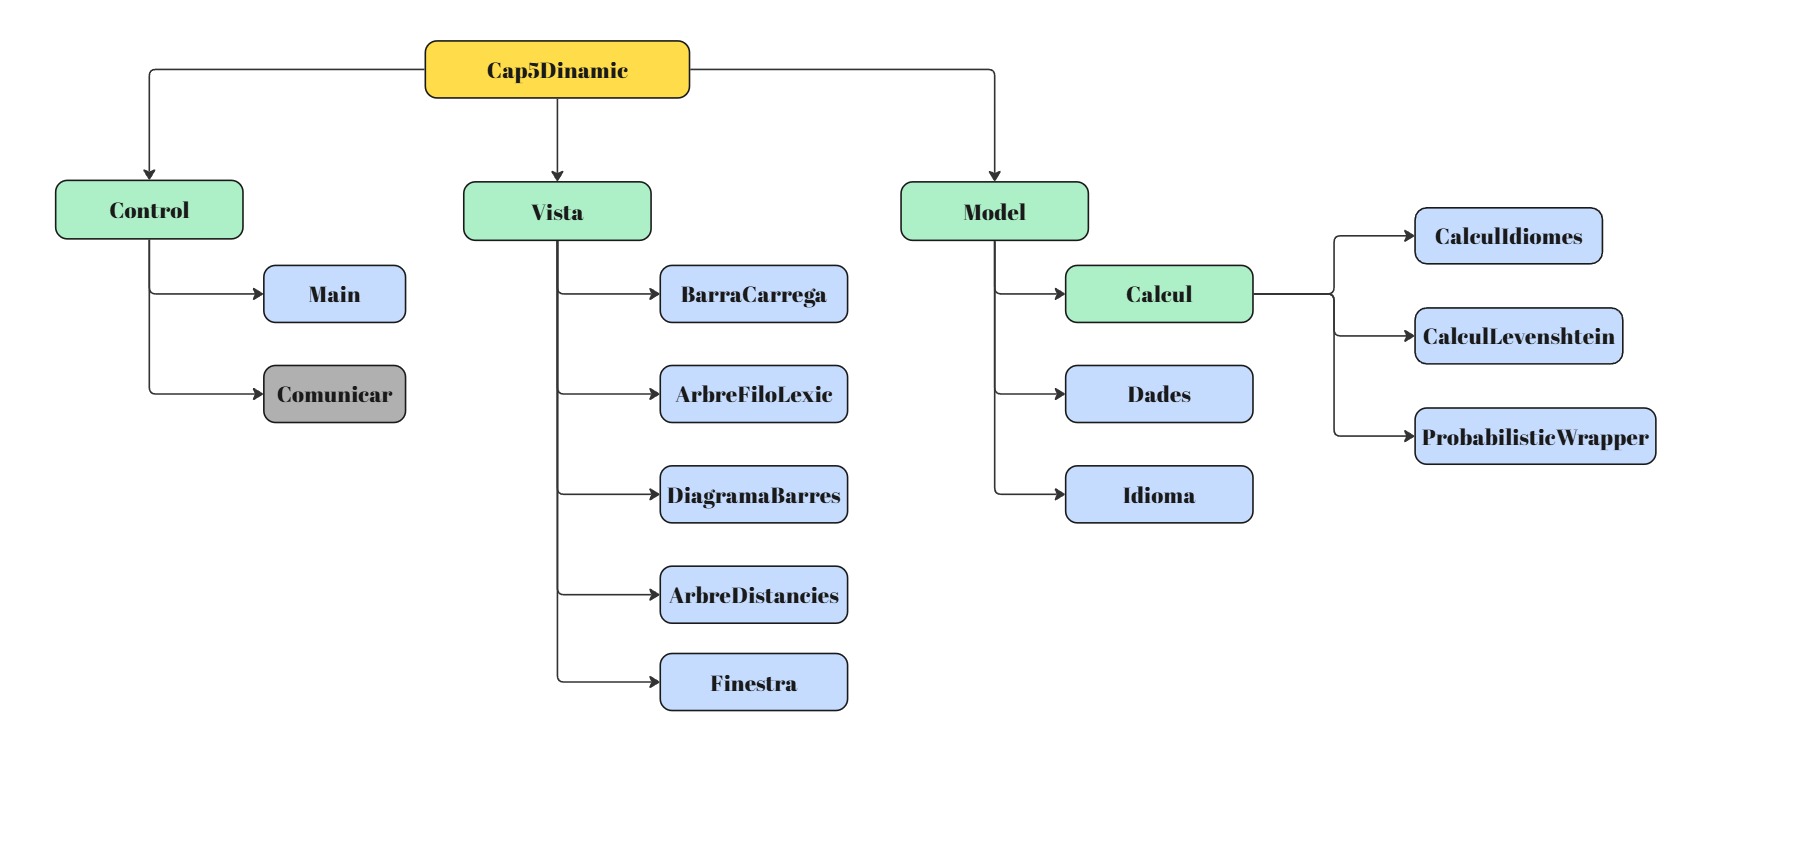 Cap5Dinamic
Control
Vista
Model
Main
Comunicar
BarraCarrega
ArbreFiloLexic
DiagramaBarres
ArbreDistancies
Finestra
Calcul
Dades
Idioma
CalculIdiomes
CalculLevenshtein
ProbabilisticWrapper